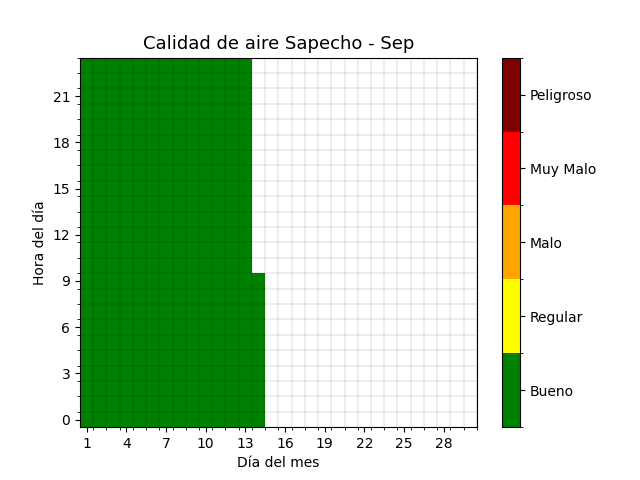 Calidad de aire Sapecho - Sep
Hora del día
21
18
15
12
9
6
3
0
1 4 7 10 13 16 19 22 25 28
Día del mes
Peligroso
Muy Malo
Malo
Regular
Bueno